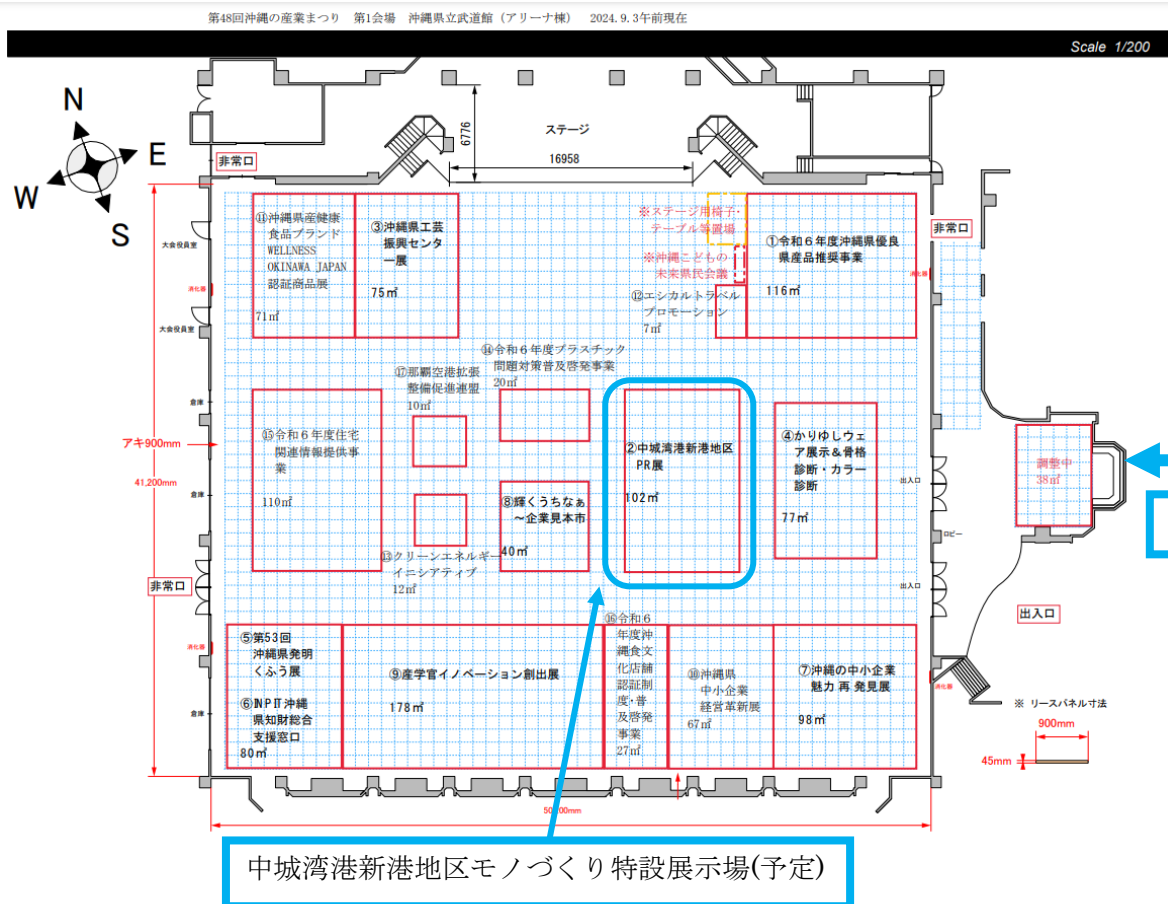 第48回沖縄の産業まつり 第1会場 沖縄県立武道館（アリーナ棟） 2024.9.3午前現在
Scale 1/200
N
E
W
S
非常口
ステージ
6776
16958
大会役員室
消化器
大会役員室
⑪沖縄県産健康
食品ブランド
WELLNESS
OKINAWA JAPAN
認証商品展
71㎡
③沖縄県工芸
振興センタ
ー展
75㎡
※ステージ用椅子・
テーブル等置場
※沖縄こどもの
未来県民会議
⑫エシカルトラベル
プロモーション
7㎡
①令和６年度沖縄県優良
県産品推奨事業
116㎡
非常口
消化器
倉庫
アキ900mm
41,200mm
倉庫
⑮令和６年度住宅
関連情報提供事
業
110㎡
⑰那覇空港拡張
整備促進連盟
10㎡
⑭令和６年度プラスチック
問題対策普及啓発事業
20㎡
⑬クリーンエネルギー
イニシアティブ
12㎡
⑧輝くうちなぁ
～企業見本市
40㎡
②中城湾港新港地区
PR展
102㎡
④かりゆしウェ
ア展示＆骨格
診断・カラー
診断
77㎡
出入口
ロビー
出入口
調整中
38㎡
出入口
非常口
消化器
倉庫
⑤第53回
沖縄県発明
くふう展
⑥INPIT沖縄
県知財総合
支援窓口
80㎡
⑨産学官イノベーション創出展
178㎡
⑯令和６
年度沖
縄食文
化店舗
認証制
度・普
及啓発
事業
27㎡
⑩沖縄県
中小企業
経営革新展
67㎡
⑦沖縄の中小企業
魅力 再 発見展
98㎡
消化器
※ リースパネル寸法
900mm
45mm
中城湾港新港地区モノづくり特設展示場(予定)